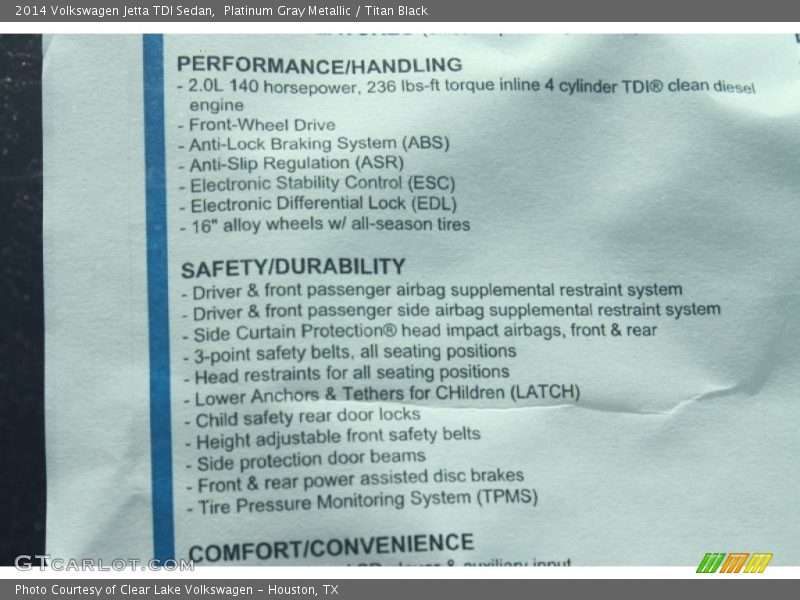 2014 Volkswagen Jetta TDI Sedan,  Platinum Gray Metallic / Titan Black
PERFORMANCE/HANDLING
- 2.0L 140 horsepower, 236 lbs-ft torque inline 4 cylinder TDI® clean diesel
engine
- Front-Wheel Drive
- Anti-Lock Braking System (ABS)
- Anti-Slip Regulation (ASR)
- Electronic Stability Control (ESC)
- Electronic Differential Lock (EDL)
- 16" alloy wheels w/ all-season tires
SAFETY/DURABILITY
- Driver & front passenger airbag supplemental restraint system
- Driver & front passenger side airbag supplemental restraint system
- Side Curtain Protection® head impact airbags, front & rear
- 3-point safety belts, all seating positions
- Head restraints for all seating positions
- Lower Anchors & Tethers for CHildren (LATCH)
- Child safety rear door locks
- Height adjustable front safety belts
- Side protection door beams
- Front & rear power assisted disc brakes
- Tire Pressure Monitoring System (TPMS)
COMFORT/CONVENIENCE
& auxiliary input
GTCARLOT.COM
Photo Courtesy of Clear Lake Volkswagen – Houston, TX